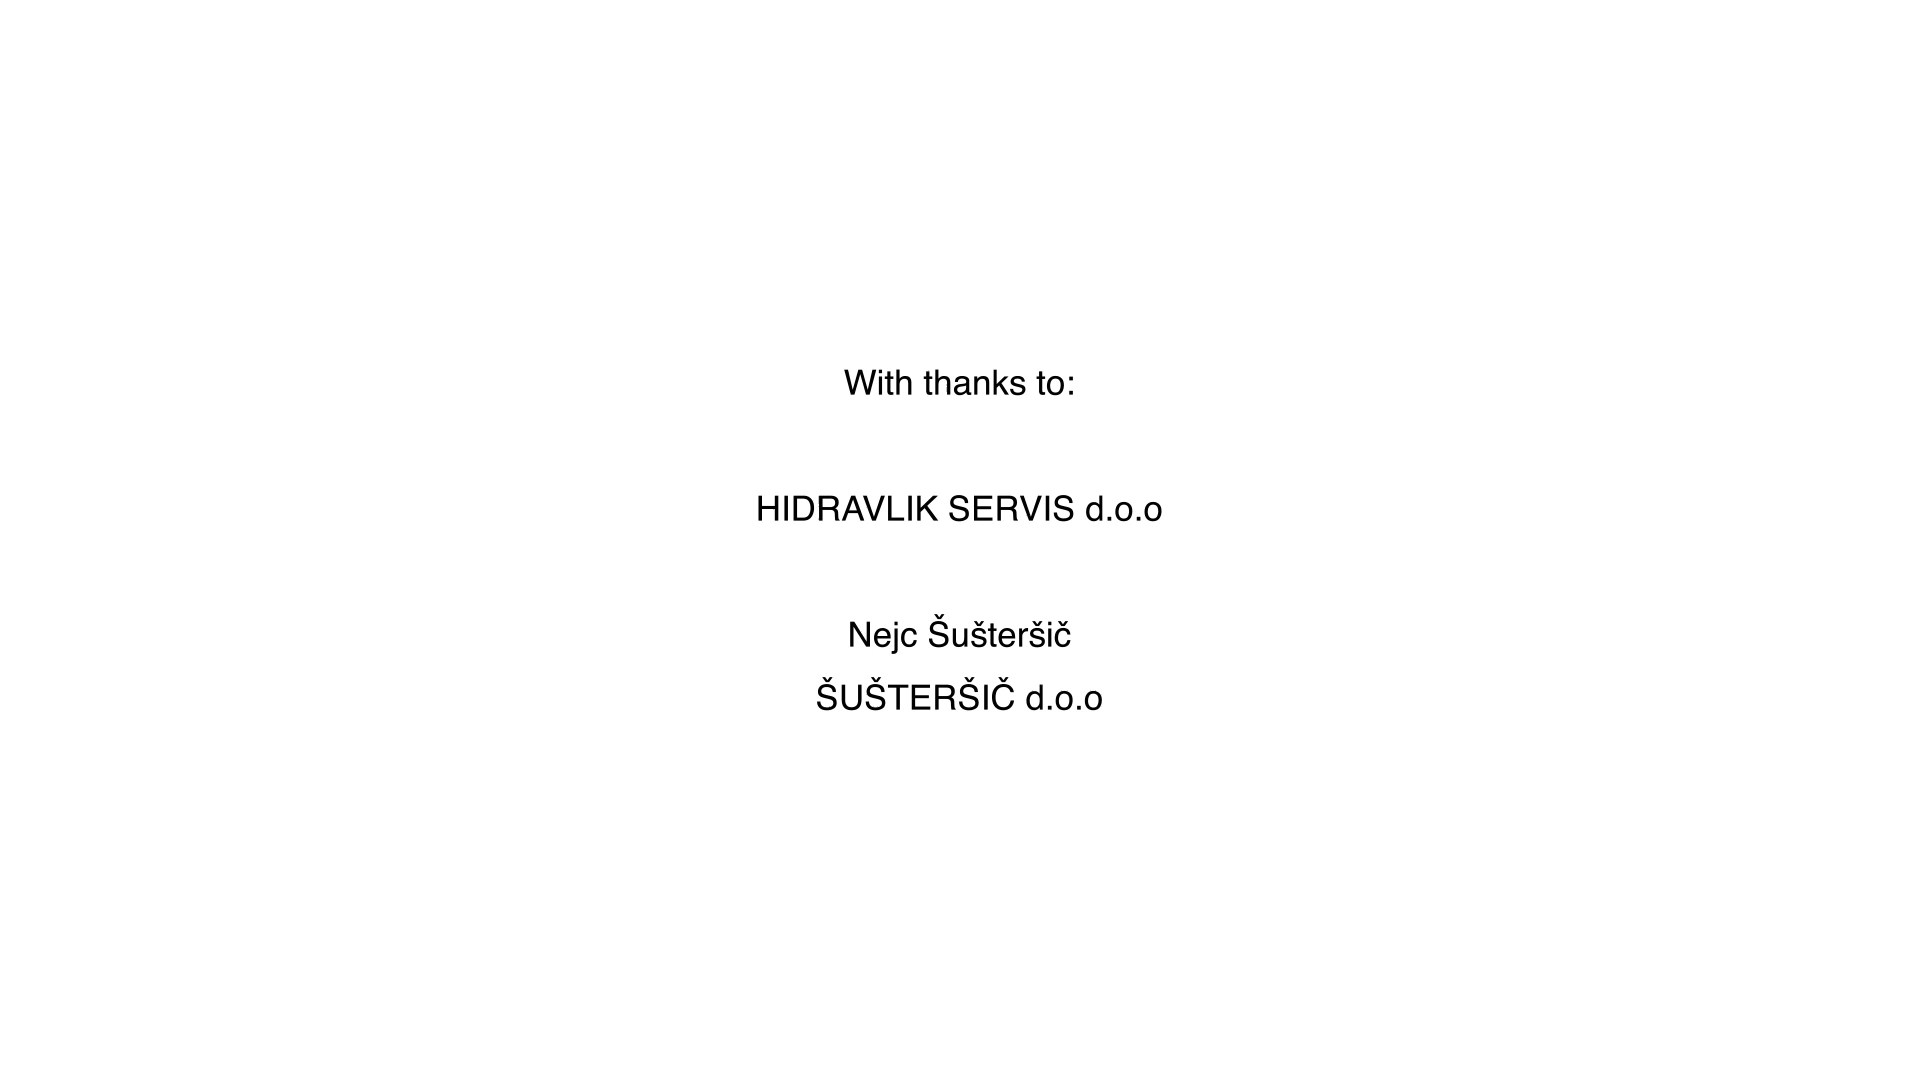 With thanks to:
HIDRAVLIK SERVIS d.o.o
Nejc Šušteršič
ŠUŠTERŠIČ d.o.o